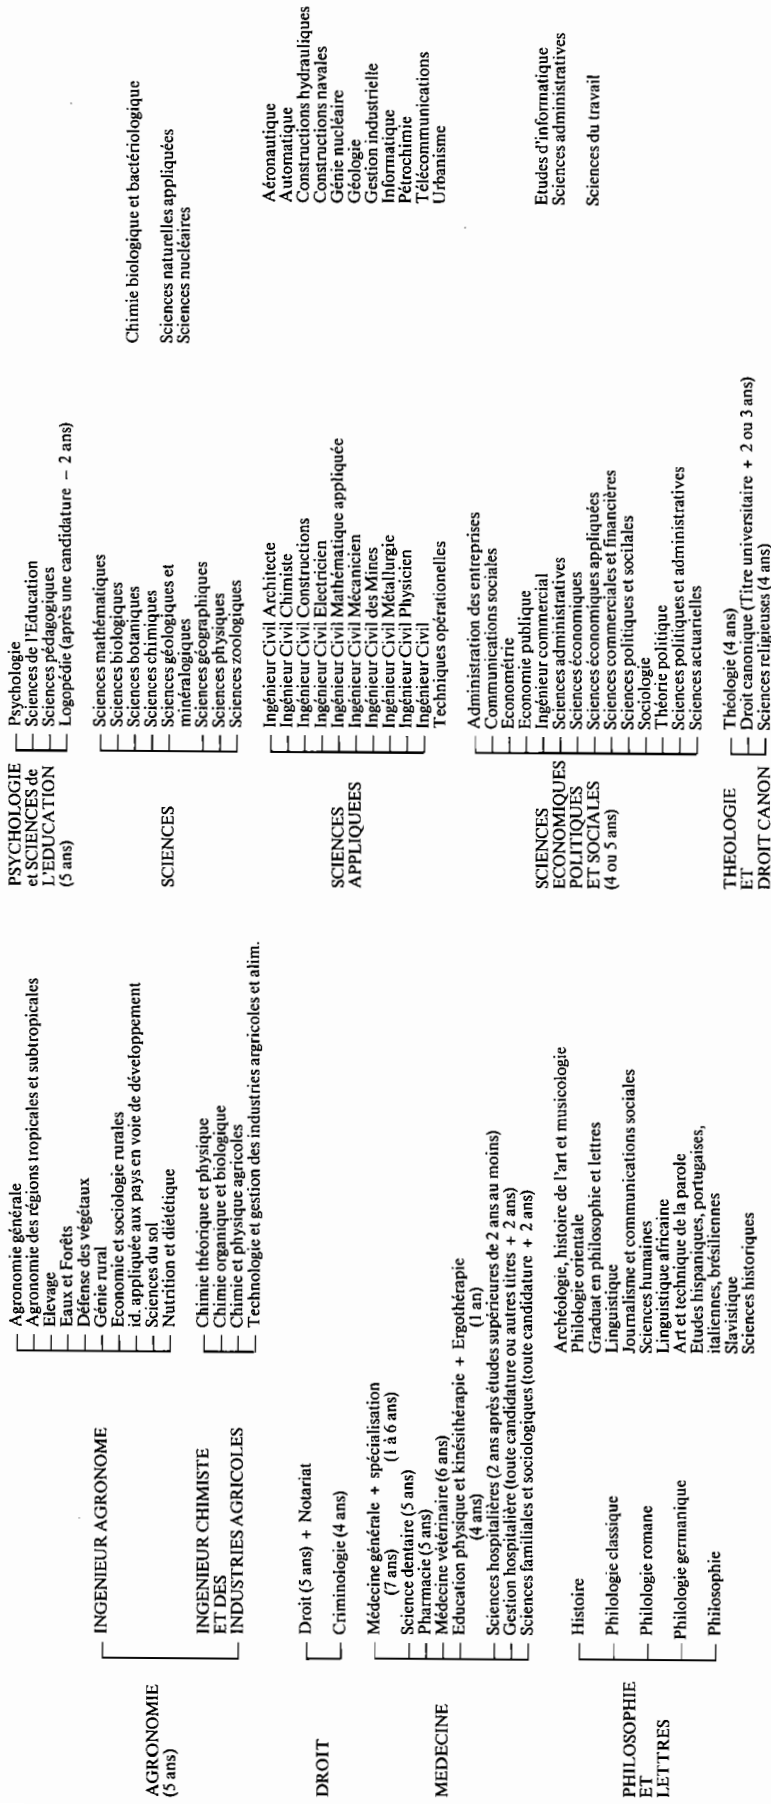 AGRONOMIE
(5 ans)
INGENIEUR AGRONOME
Agronomie générale
Agronomie des régions tropicales et subtropicales
Elevage
Eaux et Forêts
Défense des végétaux
Génie rural
Economie et sociologie rurales
id. appliquée aux pays en voie de développement
Sciences du sol
Nutrition et diététique
INGENIEUR CHIMISTE
ET DES
INDUSTRIES AGRICOLES
Chimie théorique et physique
Chimie organique et biologique
Chimie et physique agricoles
Technologie et gestion des industries argricoles et alim.
DROIT
Droit (5 ans) + Notariat
Criminologie (4 ans)
MEDECINE
Médecine générale + spécialisation
(7 ans) (1 à 6 ans)
Science dentaire (5 ans)
Pharmacie (5 ans)
Médecine vétérinaire (6 ans)
Education physique et kinésithérapie + Ergothérapie
(4 ans) (1 an)
Sciences hospitalières (2 ans après études supérieures de 2 ans au moins)
Gestion hospitalière (toute candidature ou autres titres + 2 ans)
Sciences familiales et sociologiques (toute candidature + 2 ans)
PHILOSOPHIE
ET
LETTRES
Histoire
Philologie classique
Philologie romane
Philologie germanique
Philosophie
Archéologie, histoire de l'art et musicologie
Philologie orientale
Graduat en philosophie et lettres
Linguistique
Journalisme et communications sociales
Sciences humaines
Linguistique africaine
Art et technique de la parole
Etudes hispaniques, portugaises,
italiennes, brésiliennes
Slavistique
Sciences historiques
PSYCHOLOGIE
et SCIENCES de
L'EDUCATION
(5 ans)
Psychologie
Sciences de l'Education
Sciences pédagogiques
Logopédie (après une candidature – 2 ans)
SCIENCES
Sciences mathématiques
Sciences biologiques
Sciences botaniques
Sciences chimiques
Sciences géologiques et
minéralogiques
Sciences géographiques
Sciences physiques
Sciences zoologiques
Chimie biologique et bactériologique
Sciences naturelles appliquées
Sciences nucléaires
SCIENCES
APPLIQUEES
Ingénieur Civil Architecte
Ingénieur Civil Chimiste
Ingénieur Civil Constructions
Ingénieur Civil Electricien
Ingénieur Civil Mathématique appliquée
Ingénieur Civil Mécanicien
Ingénieur Civil des Mines
Ingénieur Civil Métallurgie
Ingénieur Civil Physicien
Ingénieur Civil
Techniques opérationelles
Aéronautique
Automatique
Constructions hydrauliques
Constructions navales
Génie nucléaire
Géologie
Gestion industrielle
Informatique
Pétrochimie
Télécommunications
Urbanisme
SCIENCES
ECONOMIQUES
POLITIQUES
ET SOCIALES
(4 ou 5 ans)
Administration des entreprises
Communications sociales
Econométrie
Economie publique
Ingénieur commercial
Sciences administratives
Sciences économiques
Sciences économiques appliquées
Sciences commerciales et financières
Sciences politiques et socilales
Sociologie
Théorie politique
Sciences politiques et administratives
Sciences actuarielles
Etudes d'informatique
Sciences administratives
Sciences du travail
THEOLOGIE
ET
DROIT CANON
Théologie (4 ans)
Droit canonique (Titre universitaire + 2 ou 3 ans)
Sciences religieuses (4 ans)